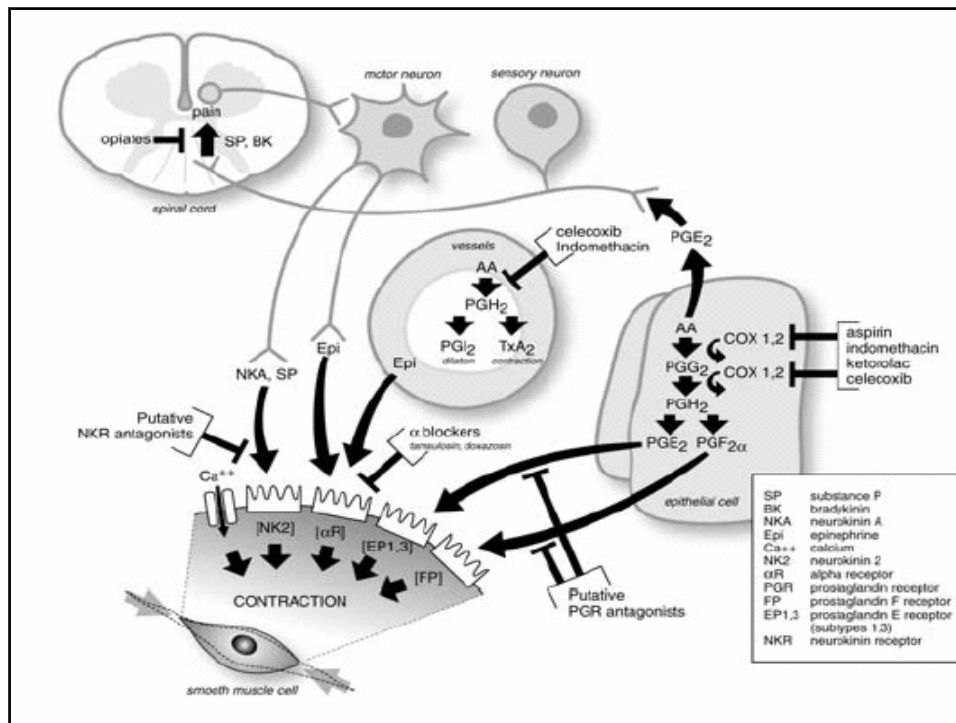 motor neuron
sensory neuron
pain
opiates
SP, BK
spinal cord
PGE2
celecoxib
Indomethacin
vessels
AA
PGH2
PGI2
dilation
TxA2
contraction
Epi
Epi
NKA, SP
AA
COX 1,2
PGG2
COX 1,2
PGH2
PGE2
PGF2α
aspirin
indomethacin
ketorolac
celecoxib
epithelial cell
Putative
NKR antagonists
α blockers
tamsulosin, doxazosin
Ca++
[NK2]
[αR]
[EP1,3]
[FP]
CONTRACTION
Putative
PGR antagonists
smooth muscle cell
SP substance P
BK bradykinin
NKA neurokinin A
Epi epinephrine
Ca++ calcium
NK2 neurokinin 2
αR alpha receptor
PGR prostaglandin receptor
FP prostaglandin F receptor
EP1,3 prostaglandin E receptor
(subtypes 1,3)
NKR neurokinin receptor